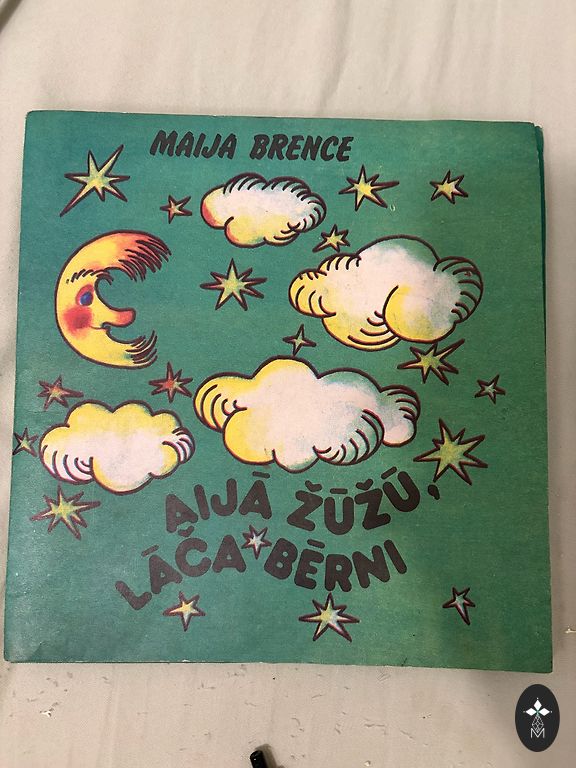 MAIJA BRENCE
AIJĀ ŽŪŽŪ,
LĀČA BĒRNI
M